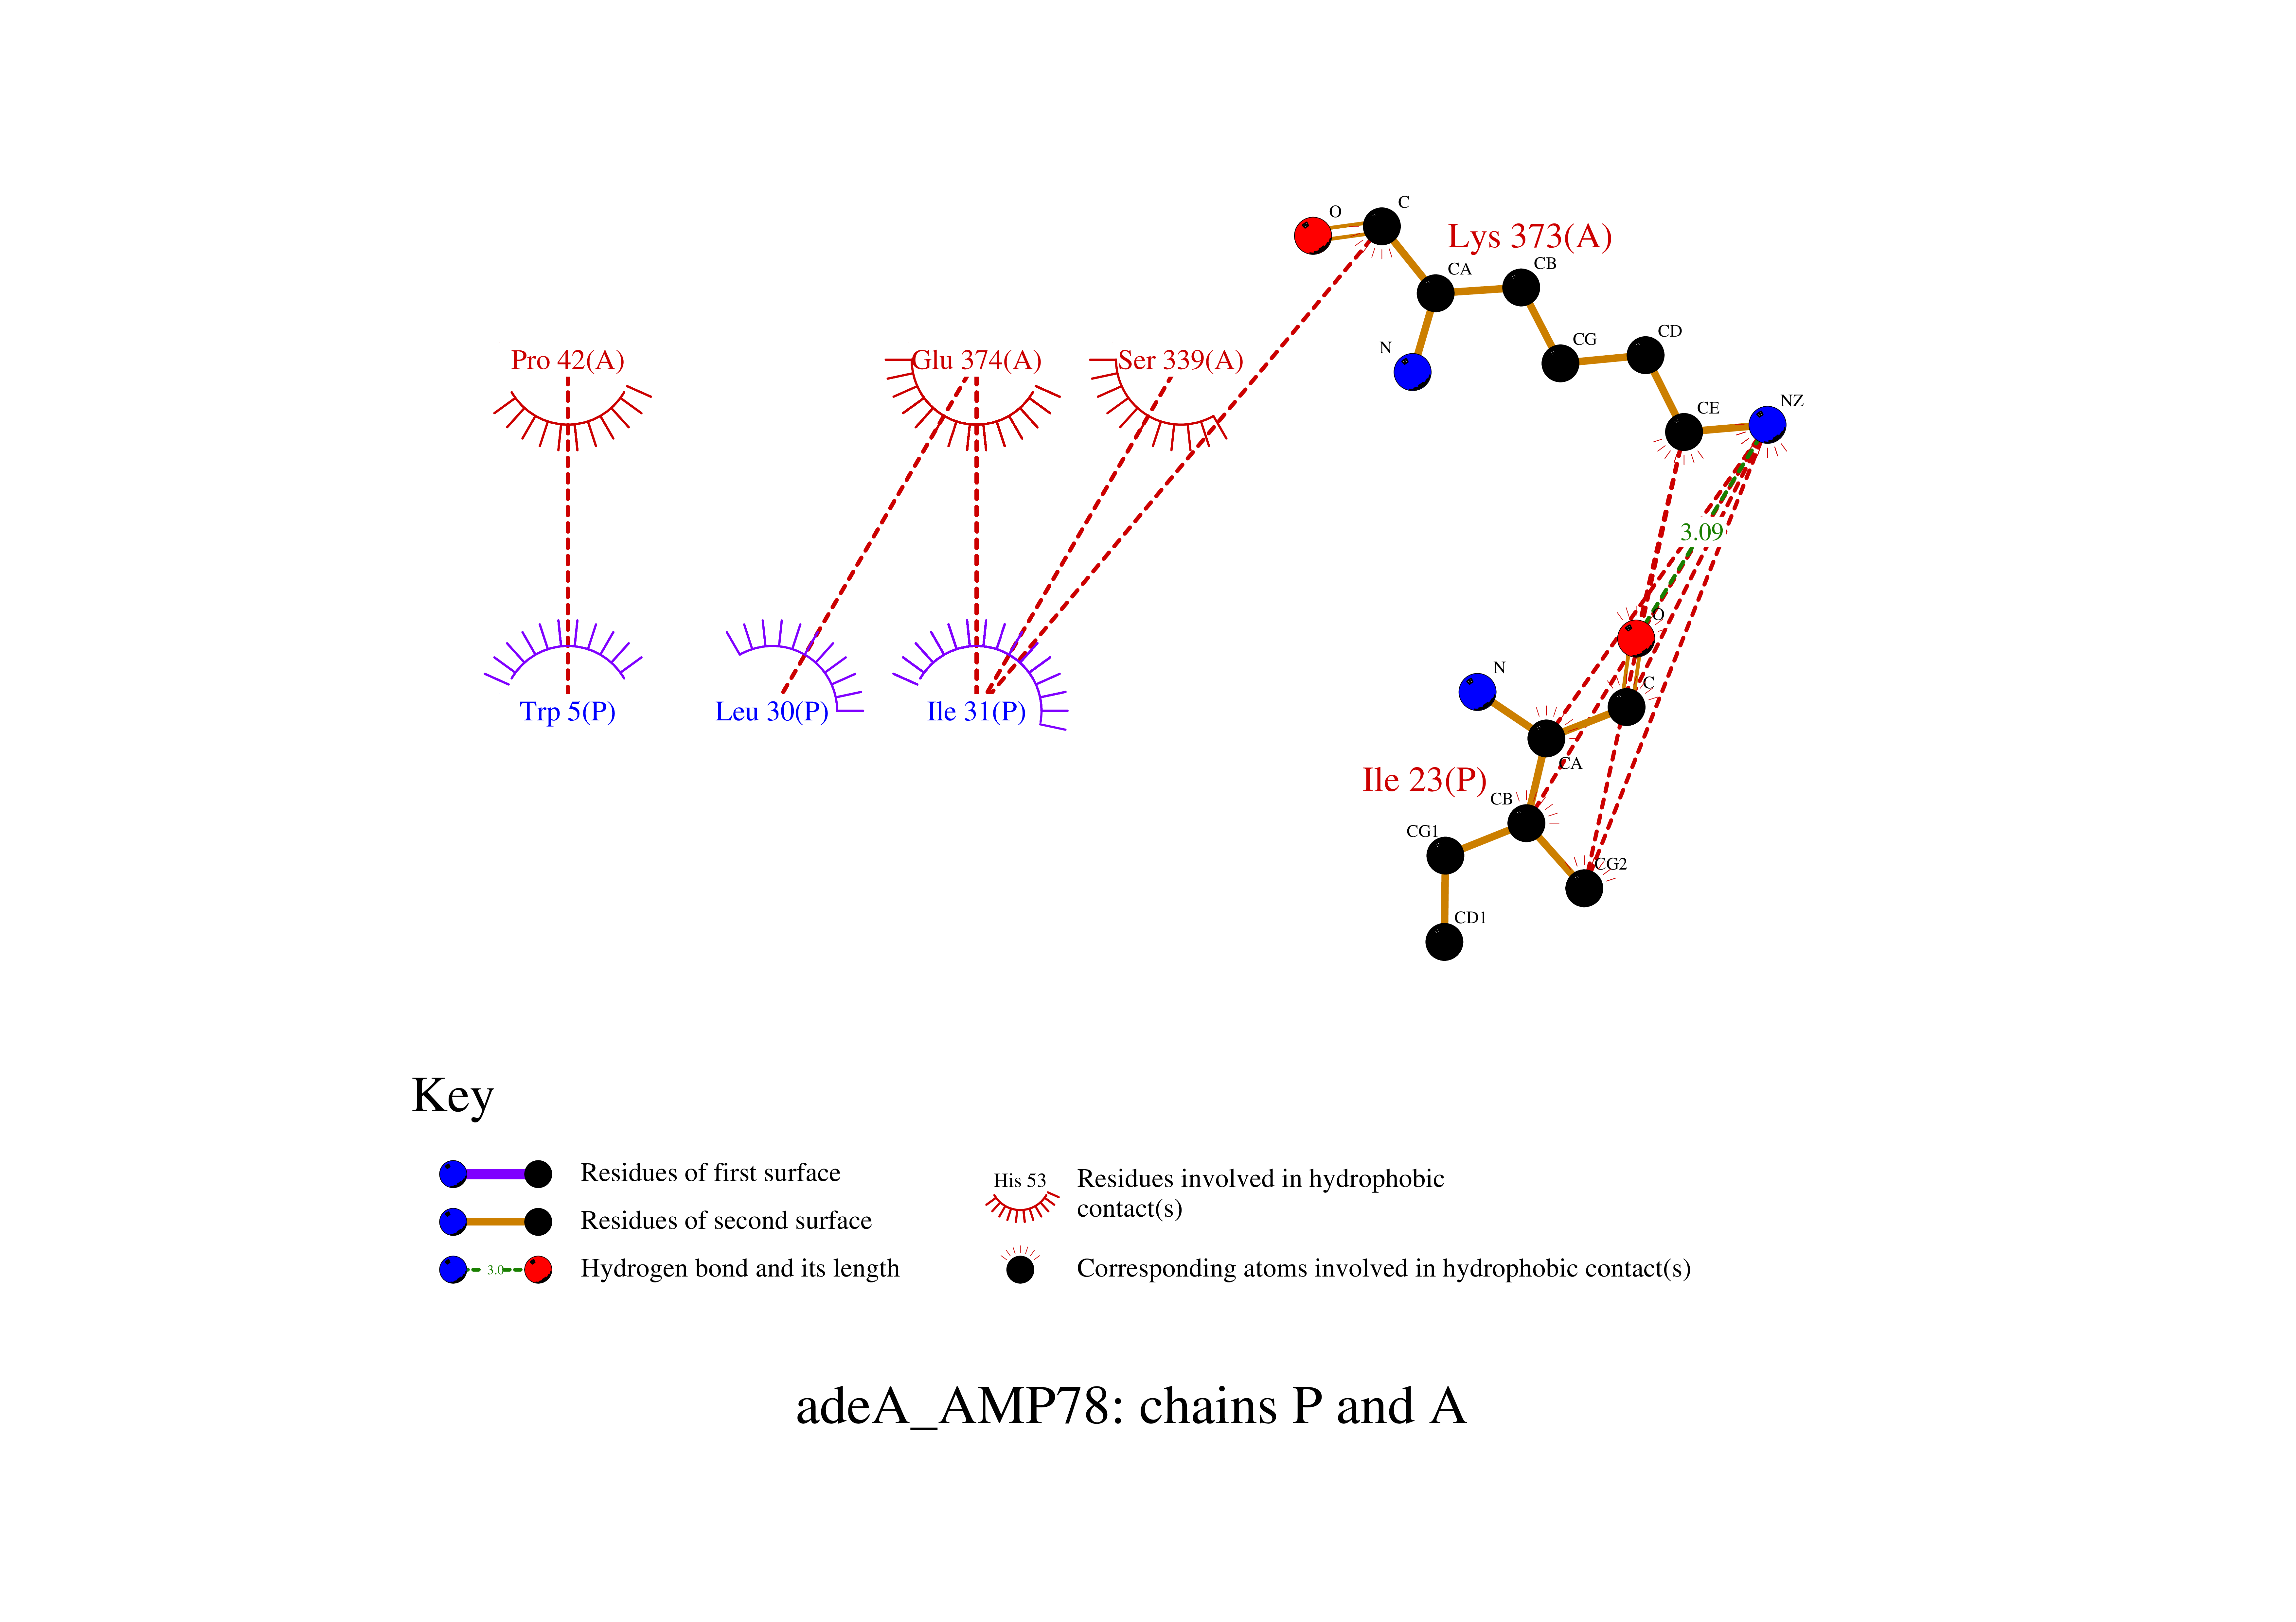 O
C
Lys 373(A)
CA
CB
N
CG
CD
CE
NZ
Pro 42(A)
Glu 374(A)
Ser 339(A)
3.09
O
N
C
Trp 5(P)
Leu 30(P)
Ile 31(P)
CA
Ile 23(P)
CB
CG1
CG2
CD1
Key
Residues of first surface
Residues of second surface
3.0
Hydrogen bond and its length
His 53
Residues involved in hydrophobic
contact(s)
Corresponding atoms involved in hydrophobic contact(s)
adeA_AMP78: chains P and A